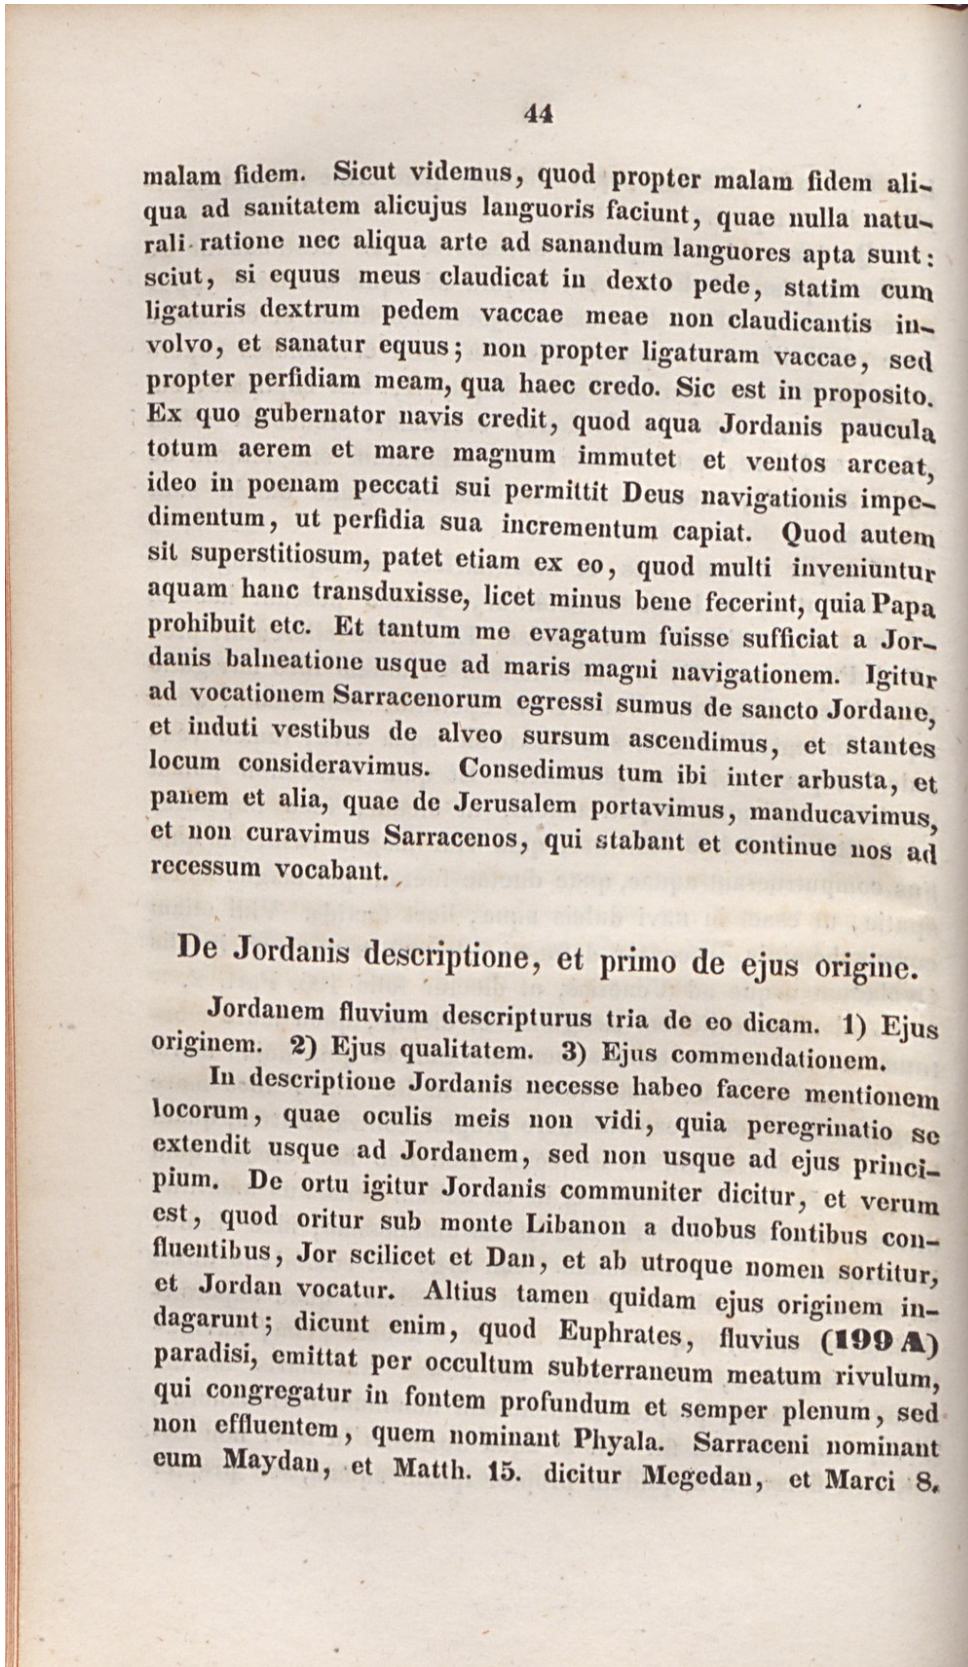 44
malam fidem. Sicut videmus, quod propter malam fidem ali-
qua ad sanitatem alicujus languoris faciunt, quae nulla natu-
rali ratione nec aliqua arte ad sanandum languores apta sunt:
sciut, si equus meus claudicat in dexto pede, statim cum
ligaturis dextrum pedem vaccae meae non claudicantis in-
volvo, et sanatur equus; non propter ligaturam vaccae, sed
propter perfidiam meam, qua haec credo. Sic est in proposito.
Ex quo gubernator navis credit, quod aqua Jordanis paucula
totum aerem et mare magnum immutet et ventos arceat,
ideo in poenam peccati sui permittit Deus navigationis impe-
dimentum, ut perfidia sua incrementum capiat. Quod autem
sit superstitiosum, patet etiam ex eo, quod multi inveniuntur
aquam hanc transduxisse, licet minus bene fecerint, quia Papa
prohibuit etc. Et tantum me evagatum fuisse sufficiat a Jor-
danis balneatione usque ad maris magni navigationem. Igitur
ad vocationem Sarracenorum egressi sumus de sancto Jordane,
et induti vestibus de alveo sursum ascendimus, et stantes
locum consideravimus. Consedimus tum ibi inter arbusta, et
panem et alia, quae de Jerusalem portavimus, manducavimus,
et non curavimus Sarracenos, qui stabant et continue nos ad
recessum vocabant.
De Jordanis descriptione, et primo de ejus origine.
Jordanem fluvium descripturus tria de eo dicam. 1) Ejus
originem. 2) Ejus qualitatem. 3) Ejus commendationem.
In descriptione Jordanis necesse habeo facere mentionem
locorum, quae oculis meis non vidi, quia peregrinatio se
extendit usque ad Jordanem, sed non usque ad ejus princi-
pium. De ortu igitur Jordanis communiter dicitur, et verum
est, quod oritur sub monte Libanon a duobus fontibus con-
fluentibus, Jor scilicet et Dan, et ab utroque nomen sortitur,
et Jordan vocatur. Altius tamen quidam ejus originem in-
dagarunt; dicunt enim, quod Euphrates, fluvius (199 A)
paradisi, emittat per occultum subterraneum meatum rivulum,
qui congregatur in fontem profundum et semper plenum, sed
non effluentem, quem nominant Phyala. Sarraceni nominant
eum Maydan, et Matth. 15. dicitur Megedan, et Marci 8.